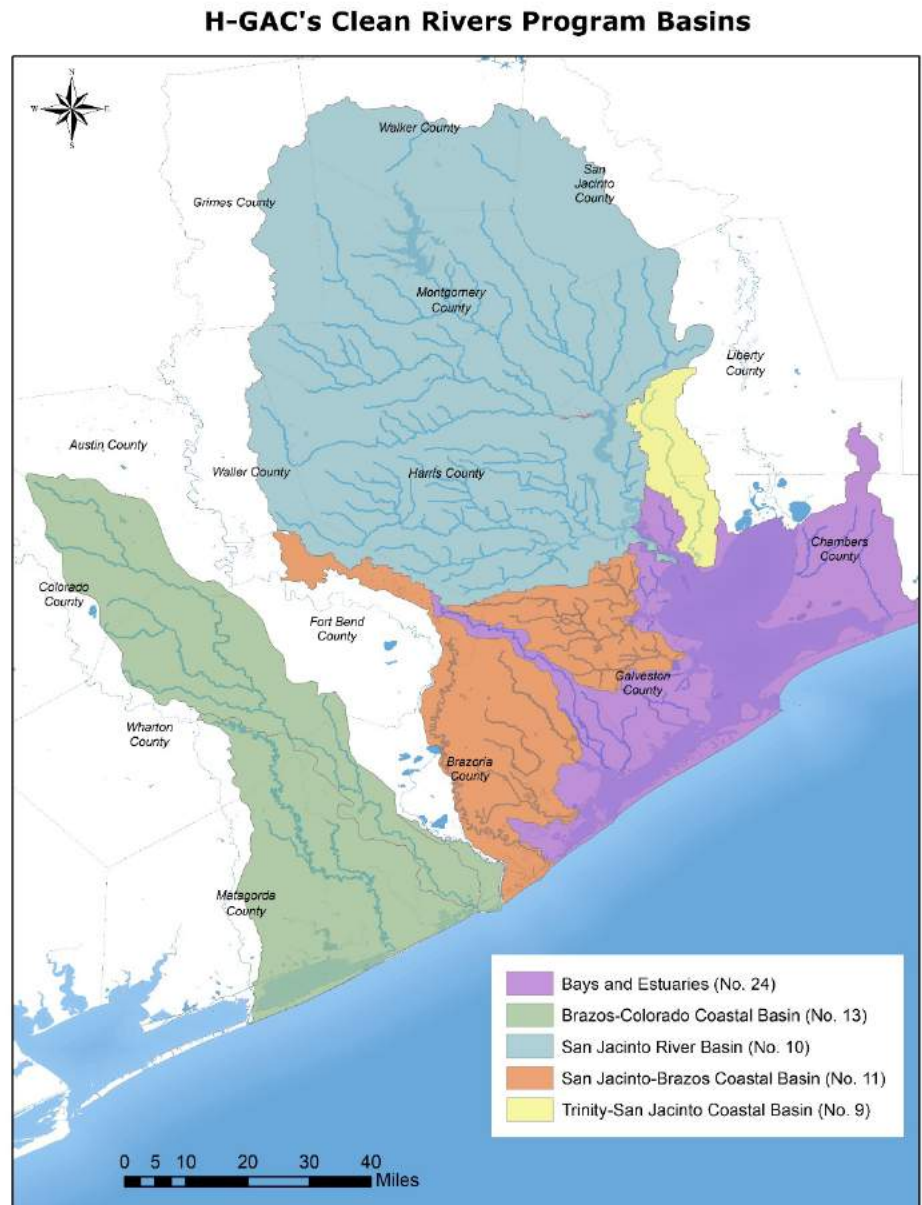 H-GAC's Clean Rivers Program Basins
N
W
E
S
Walker County
San
Jacinto
County
Grimes County
Montgomery
County
Liberty
County
Austin County
Waller County
Harris County
Chambers
County
Colorado
County
Fort Bend
County
Galveston
County
Wharton
County
Brazoria
County
Matagorda
County
Bays and Estuaries (No. 24)
Brazos-Colorado Coastal Basin (No. 13)
San Jacinto River Basin (No. 10)
San Jacinto-Brazos Coastal Basin (No. 11)
Trinity-San Jacinto Coastal Basin (No. 9)
0 5 10 20 30 40
Miles